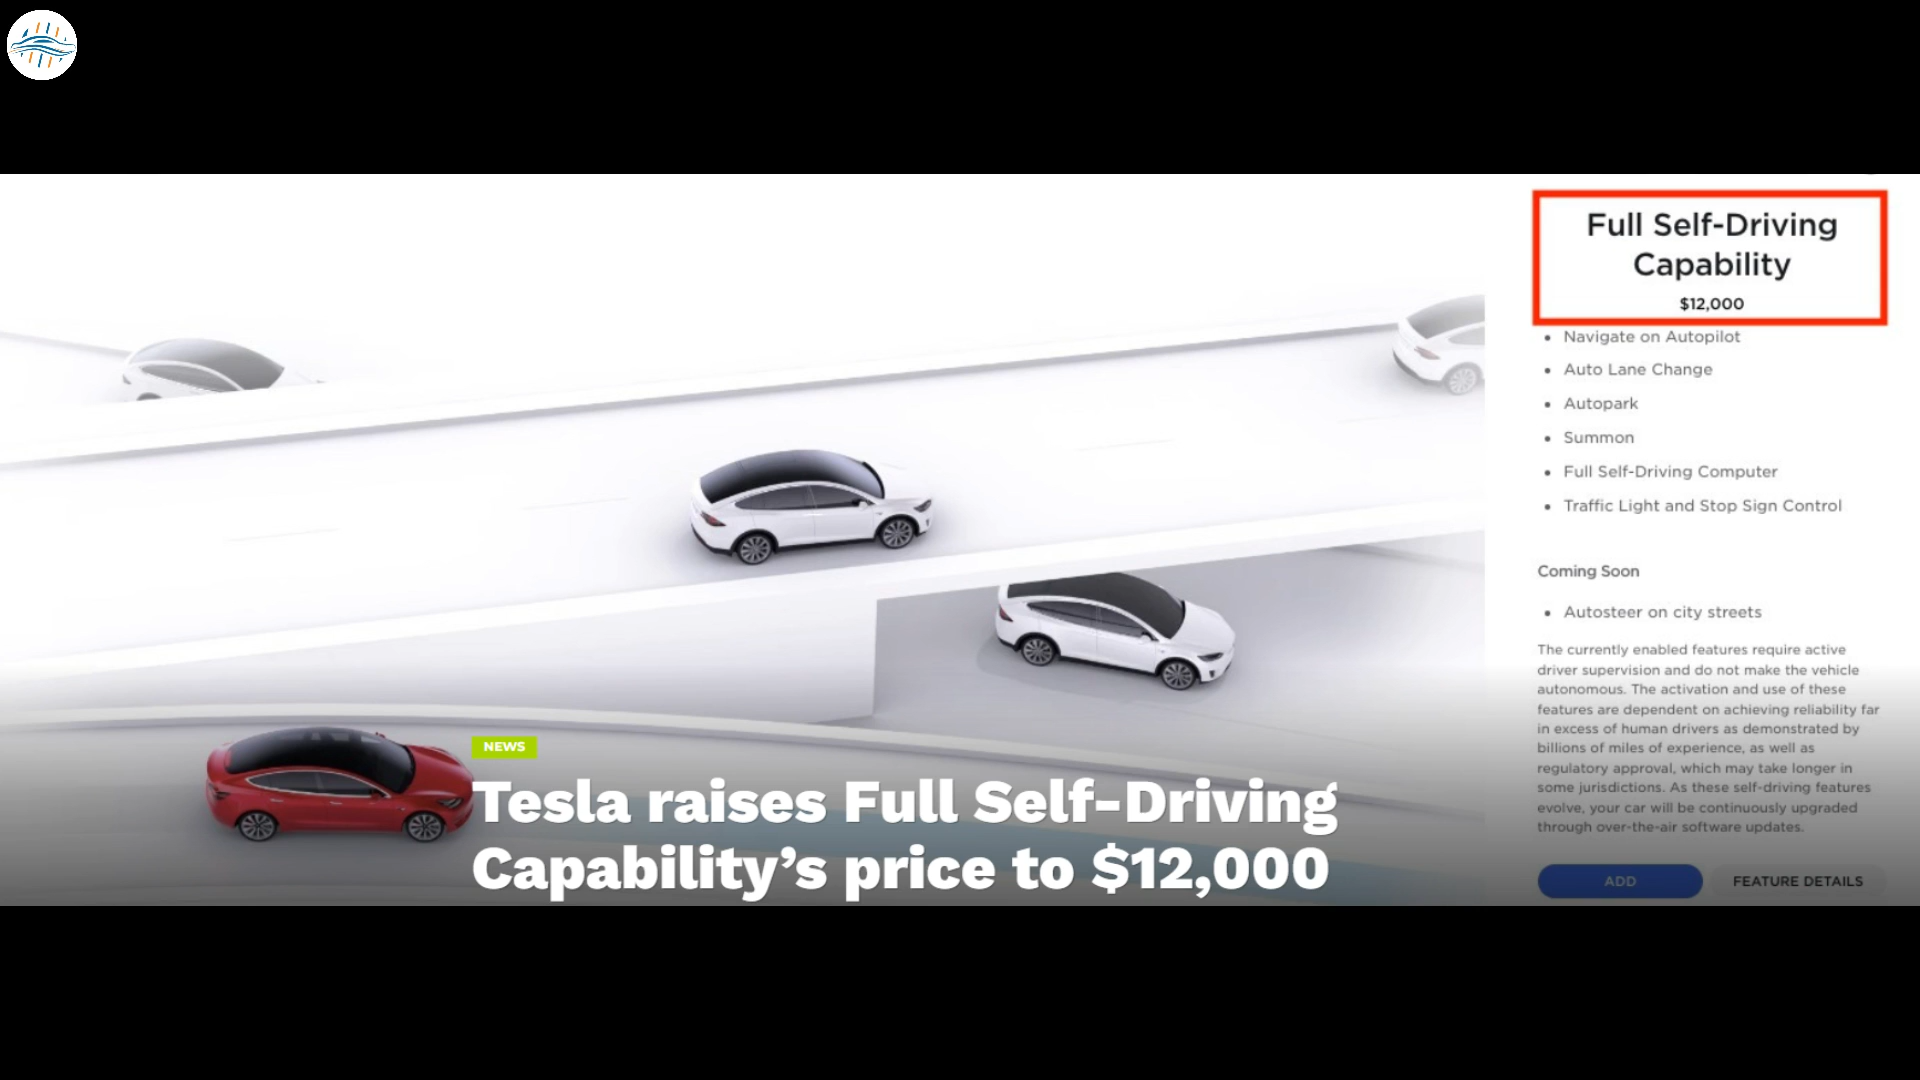 Full Self-Driving
Capability
$12,000
• Navigate on Autopilot
• Auto Lane Change
• Autopark
• Summon
• Full Self-Driving Computer
• Traffic Light and Stop Sign Control
Coming Soon
• Autosteer on city streets
The currently enabled features require active
driver supervision and do not make the vehicle
autonomous. The activation and use of these
features are dependent on achieving reliability far
in excess of human drivers as demonstrated by
billions of miles of experience, as well as
regulatory approval, which may take longer in
some jurisdictions. As these self-driving features
evolve, your car will be continuously upgraded
through over-the-air software updates.
ADD
FEATURE DETAILS
NEWS
Tesla raises Full Self-Driving
Capability’s price to $12,000